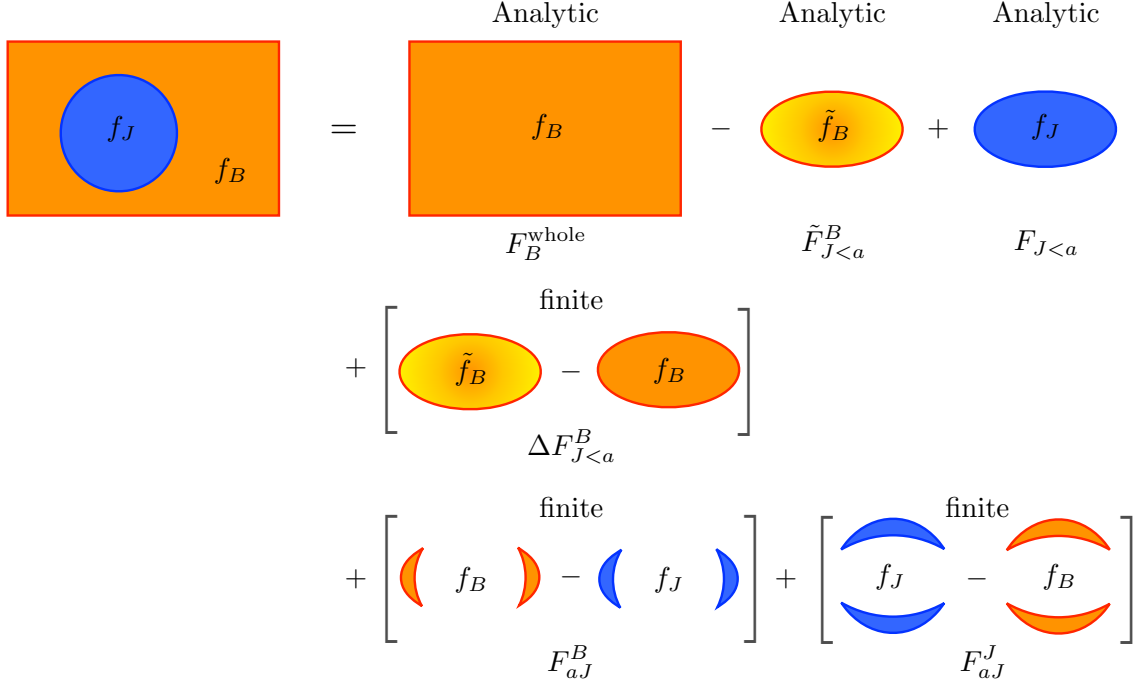 Analytic Analytic Analytic
f_J f_B = f_B − f̃_B + f_J
F_B^whole F̃_{J<a}^B F_{J<a}
finite
+ [ f̃_B − f_B ]
ΔF_{J<a}^B
finite finite
+ [ f_B − f_J ] + [ f_J − f_B ]
F_{aJ}^B F_{aJ}^J